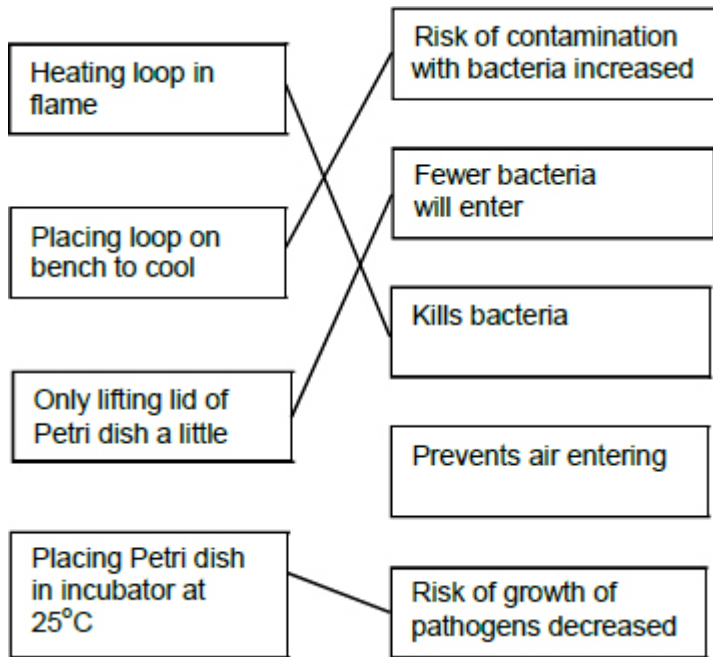 Heating loop in
flame
Placing loop on
bench to cool
Only lifting lid of
Petri dish a little
Placing Petri dish
in incubator at
25°C
Risk of contamination
with bacteria increased
Fewer bacteria
will enter
Kills bacteria
Prevents air entering
Risk of growth of
pathogens decreased